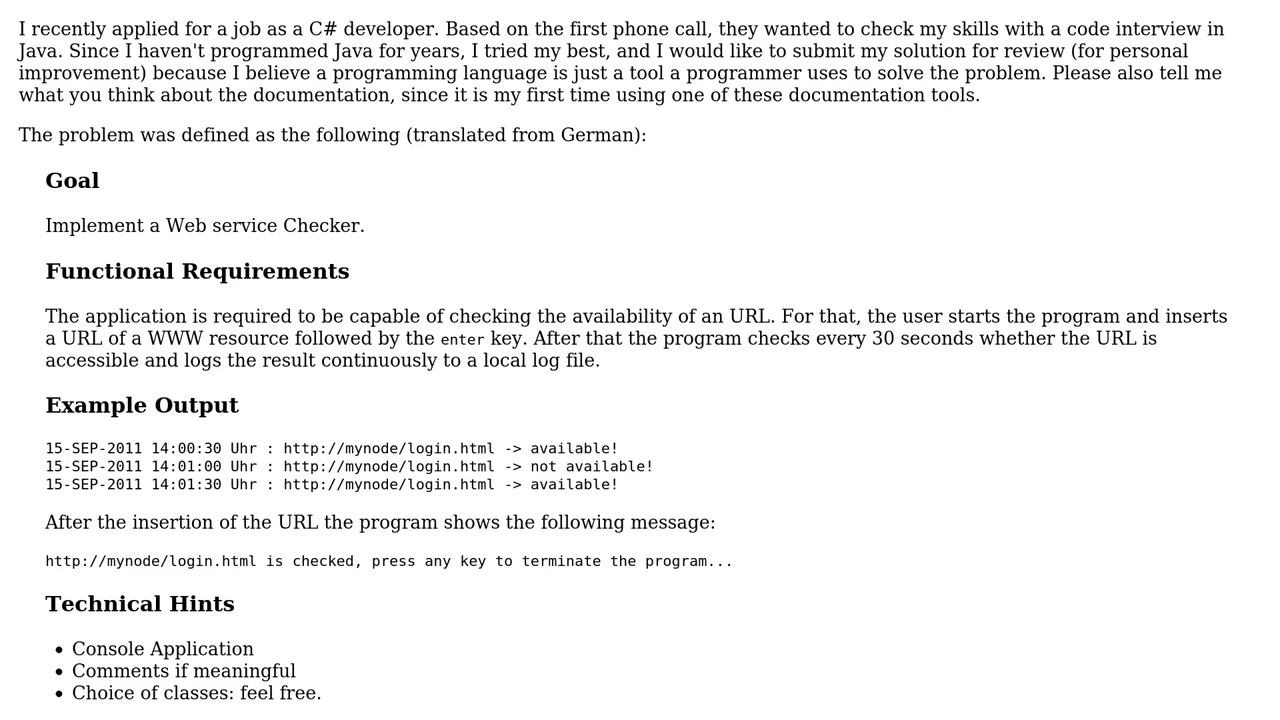 I recently applied for a job as a C# developer. Based on the first phone call, they wanted to check my skills with a code interview in
Java. Since I haven't programmed Java for years, I tried my best, and I would like to submit my solution for review (for personal
improvement) because I believe a programming language is just a tool a programmer uses to solve the problem. Please also tell me
what you think about the documentation, since it is my first time using one of these documentation tools.
The problem was defined as the following (translated from German):
Goal
Implement a Web service Checker.
Functional Requirements
The application is required to be capable of checking the availability of an URL. For that, the user starts the program and inserts
a URL of a WWW resource followed by the enter key. After that the program checks every 30 seconds whether the URL is
accessible and logs the result continuously to a local log file.
Example Output
15-SEP-2011 14:00:30 Uhr : http://mynode/login.html -> available!
15-SEP-2011 14:01:00 Uhr : http://mynode/login.html -> not available!
15-SEP-2011 14:01:30 Uhr : http://mynode/login.html -> available!
After the insertion of the URL the program shows the following message:
http://mynode/login.html is checked, press any key to terminate the program...
Technical Hints
• Console Application
• Comments if meaningful
• Choice of classes: feel free.